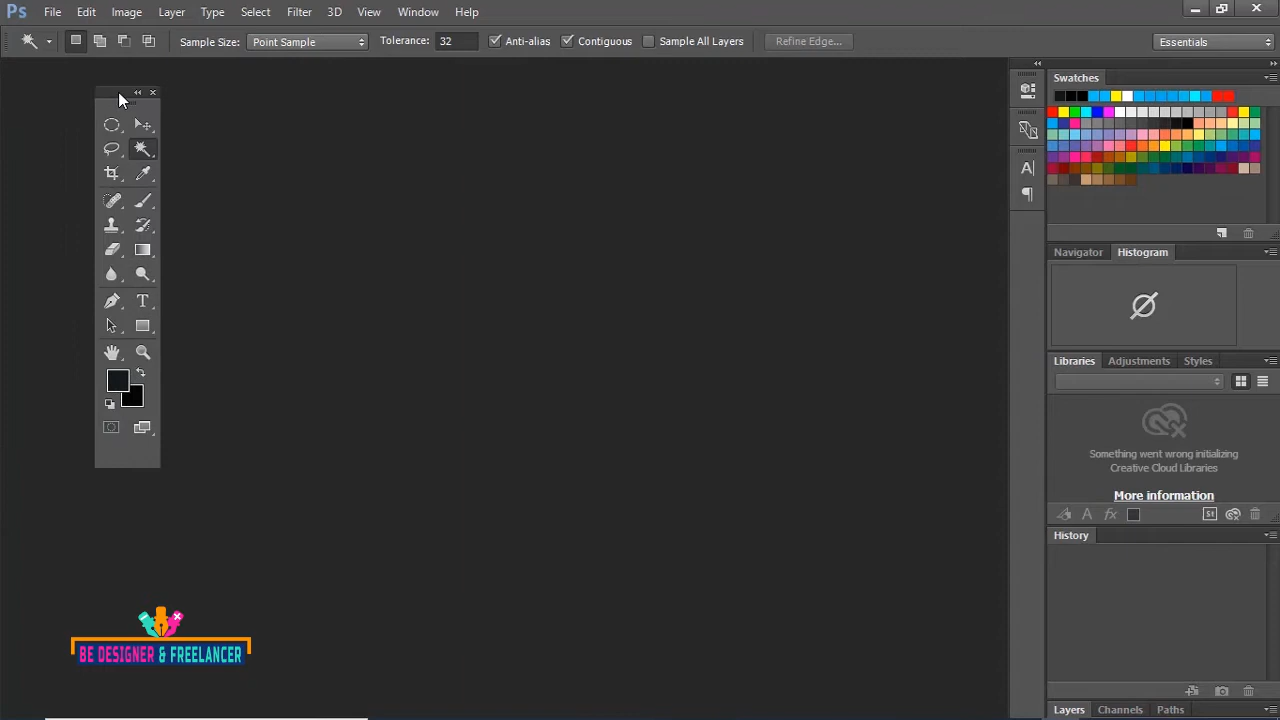 Ps File Edit Image Layer Type Select Filter 3D View Window Help
Sample Size: Point Sample Tolerance: 32 Anti-alias Contiguous Sample All Layers Refine Edge... Essentials
Swatches
Navigator Histogram
Libraries Adjustments Styles
Something went wrong initializing
Creative Cloud Libraries
More information
St
History
BE DESIGNER & FREELANCER
Layers Channels Paths